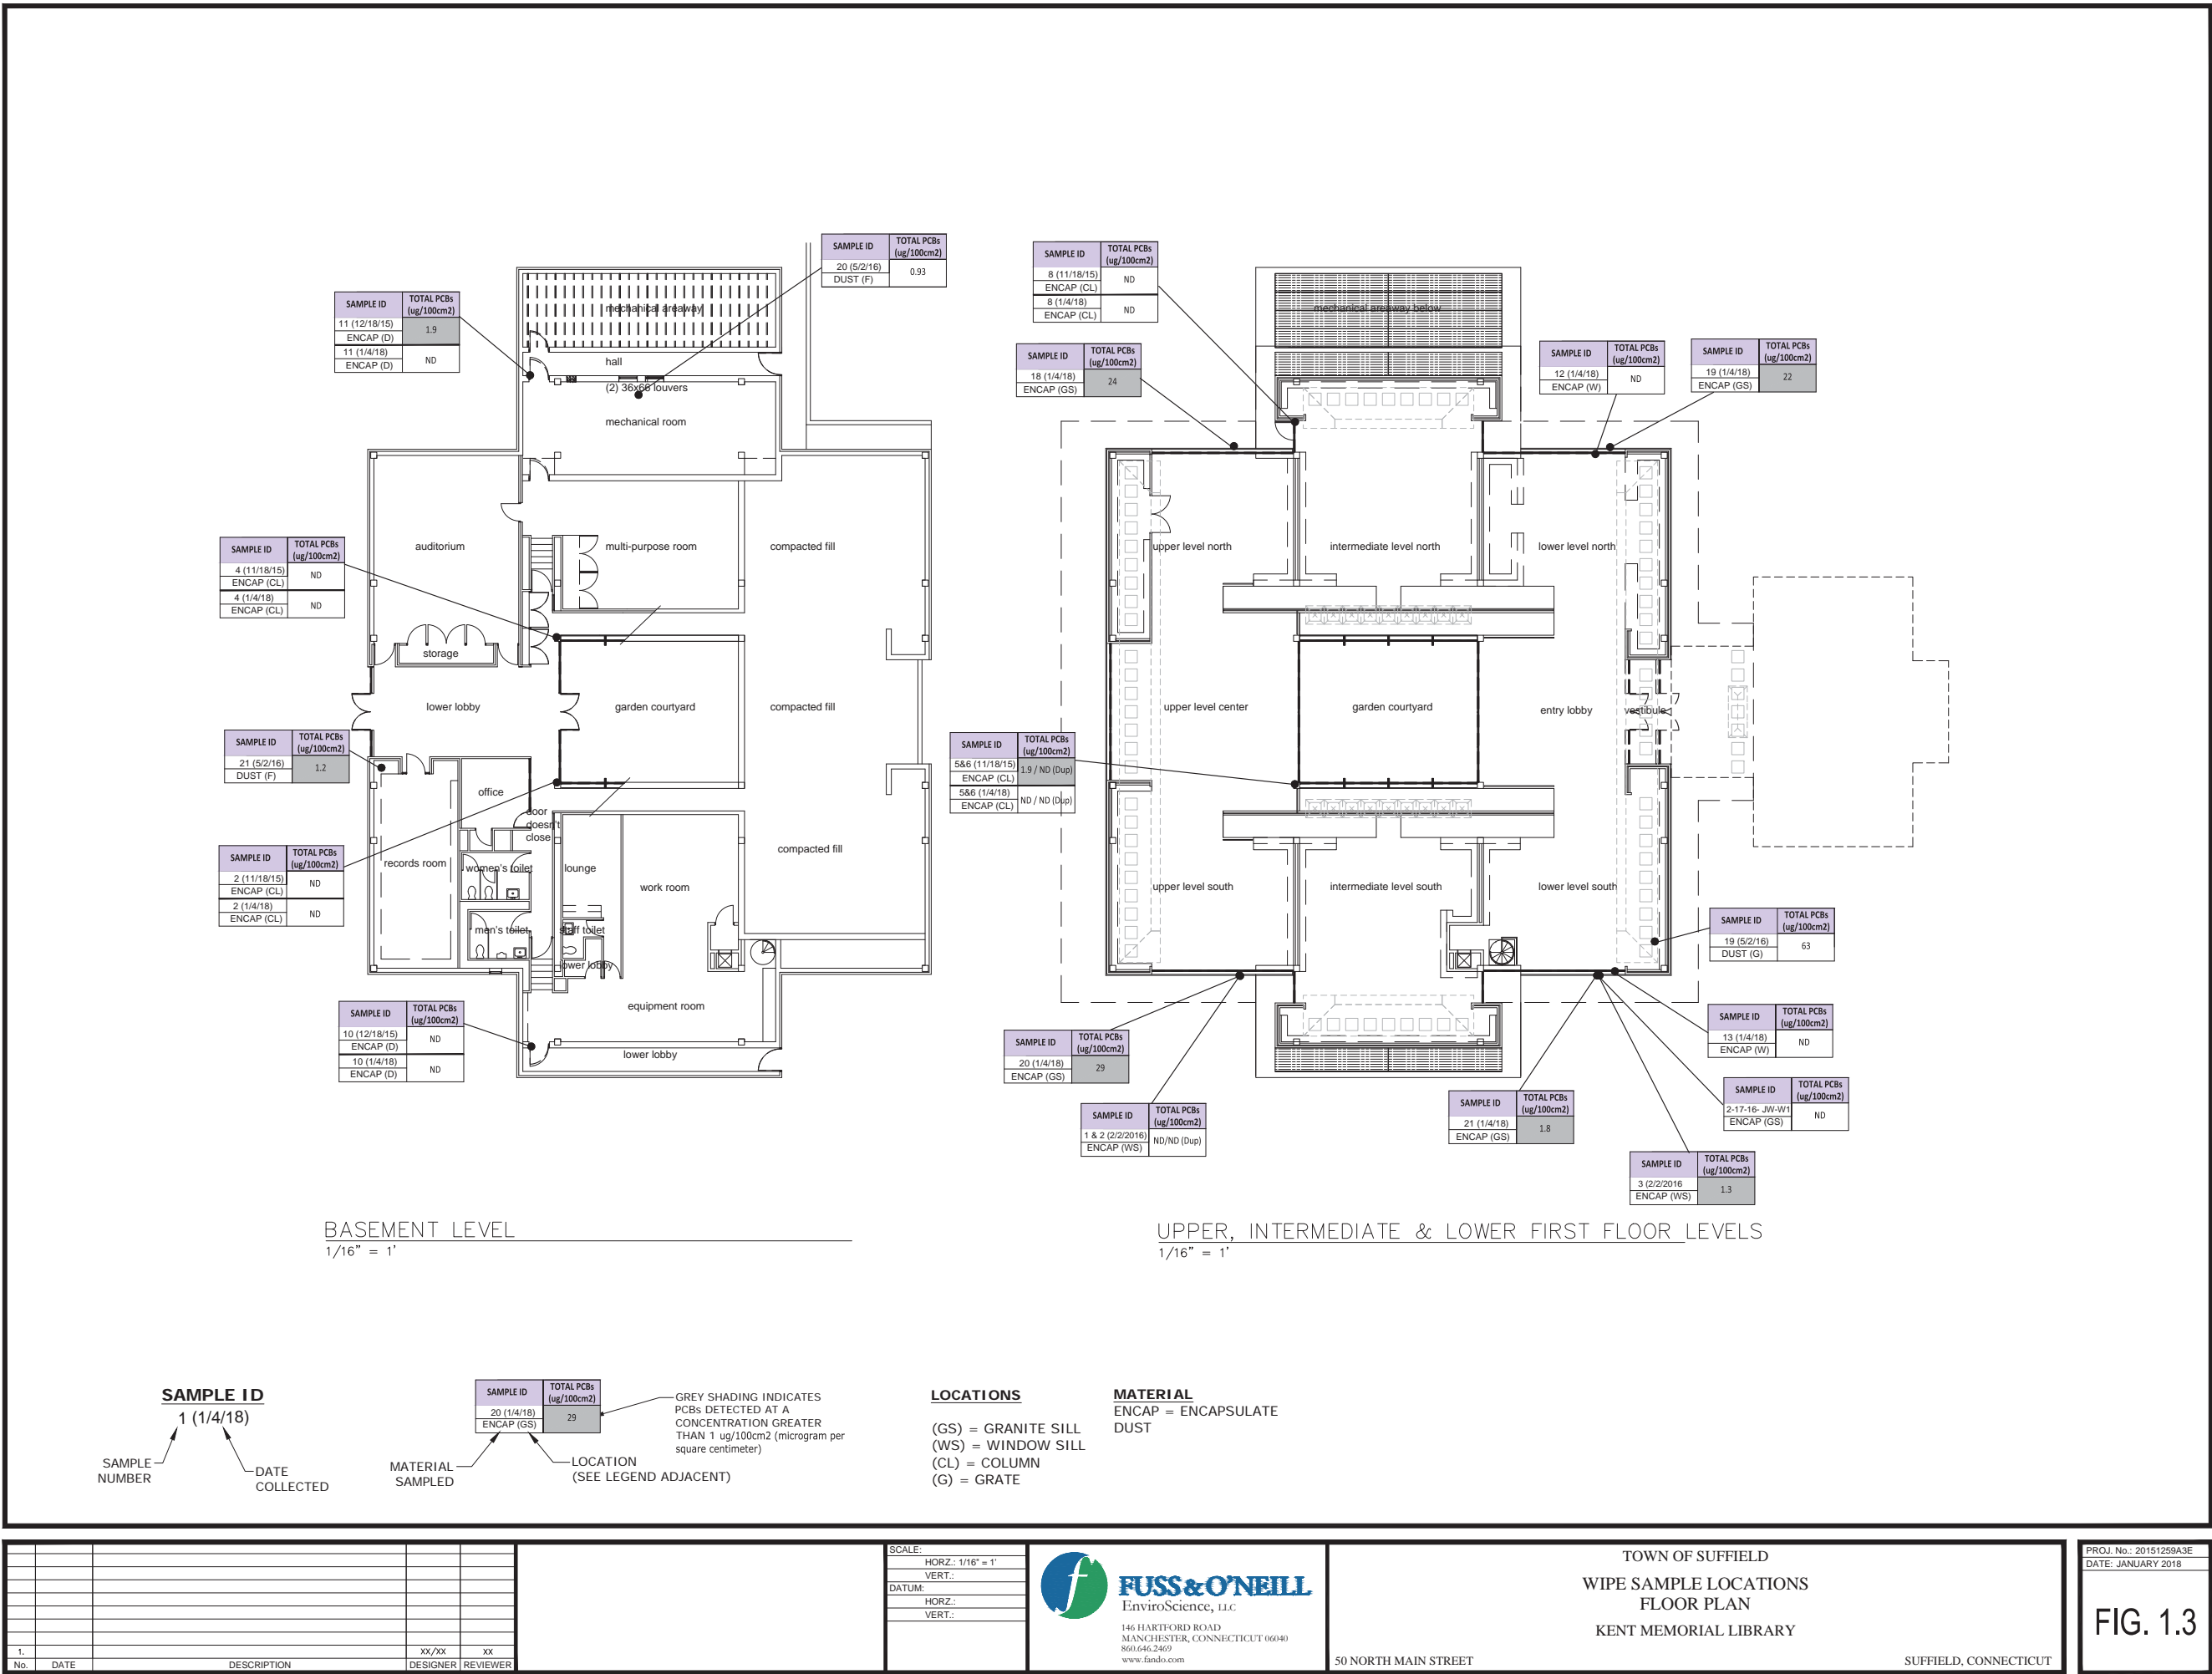 SAMPLE ID
TOTAL PCBs
(ug/100cm2)
20 (5/2/16)
DUST (F)
0.93
SAMPLE ID
TOTAL PCBs
(ug/100cm2)
11 (12/18/15)
ENCAP (D)
1.9
11 (1/4/18)
ENCAP (D)
ND
mechanical areaway
hall
(2) 36x66 louvers
mechanical room
SAMPLE ID
TOTAL PCBs
(ug/100cm2)
4 (11/18/15)
ENCAP (CL)
ND
4 (1/4/18)
ENCAP (CL)
ND
auditorium
multi-purpose room
compacted fill
storage
lower lobby
garden courtyard
compacted fill
SAMPLE ID
TOTAL PCBs
(ug/100cm2)
21 (5/2/16)
DUST (F)
1.2
office
door
doesn't
close
compacted fill
SAMPLE ID
TOTAL PCBs
(ug/100cm2)
2 (11/18/15)
ENCAP (CL)
ND
2 (1/4/18)
ENCAP (CL)
ND
records room
women's toilet
lounge
work room
men's toilet
staff toilet
lower lobby
equipment room
lower lobby
SAMPLE ID
TOTAL PCBs
(ug/100cm2)
10 (12/18/15)
ENCAP (D)
ND
10 (1/4/18)
ENCAP (D)
ND
BASEMENT LEVEL
1/16" = 1'
SAMPLE ID
TOTAL PCBs
(ug/100cm2)
8 (11/18/15)
ENCAP (CL)
ND
8 (1/4/18)
ENCAP (CL)
ND
mechanical areaway below
SAMPLE ID
TOTAL PCBs
(ug/100cm2)
18 (1/4/18)
ENCAP (GS)
24
SAMPLE ID
TOTAL PCBs
(ug/100cm2)
12 (1/4/18)
ENCAP (W)
ND
SAMPLE ID
TOTAL PCBs
(ug/100cm2)
19 (1/4/18)
ENCAP (GS)
22
upper level north
intermediate level north
lower level north
upper level center
garden courtyard
entry lobby
vestibule
SAMPLE ID
TOTAL PCBs
(ug/100cm2)
5&6 (11/18/15)
ENCAP (CL)
1.9 / ND (Dup)
5&6 (1/4/18)
ENCAP (CL)
ND / ND (Dup)
upper level south
intermediate level south
lower level south
SAMPLE ID
TOTAL PCBs
(ug/100cm2)
19 (5/2/16)
DUST (G)
63
SAMPLE ID
TOTAL PCBs
(ug/100cm2)
20 (1/4/18)
ENCAP (GS)
29
SAMPLE ID
TOTAL PCBs
(ug/100cm2)
13 (1/4/18)
ENCAP (W)
ND
SAMPLE ID
TOTAL PCBs
(ug/100cm2)
1 & 2 (2/2/2016)
ENCAP (WS)
ND/ND (Dup)
SAMPLE ID
TOTAL PCBs
(ug/100cm2)
21 (1/4/18)
ENCAP (GS)
1.8
SAMPLE ID
TOTAL PCBs
(ug/100cm2)
2-17-16- JW-W1
ENCAP (GS)
ND
SAMPLE ID
TOTAL PCBs
(ug/100cm2)
3 (2/2/2016
ENCAP (WS)
1.3
UPPER, INTERMEDIATE & LOWER FIRST FLOOR LEVELS
1/16" = 1'
SAMPLE ID
1 (1/4/18)
SAMPLE
NUMBER
DATE
COLLECTED
SAMPLE ID
TOTAL PCBs
(ug/100cm2)
20 (1/4/18)
ENCAP (GS)
29
MATERIAL
SAMPLED
LOCATION
(SEE LEGEND ADJACENT)
GREY SHADING INDICATES
PCBs DETECTED AT A
CONCENTRATION GREATER
THAN 1 ug/100cm2 (microgram per
square centimeter)
LOCATIONS
(GS) = GRANITE SILL
(WS) = WINDOW SILL
(CL) = COLUMN
(G) = GRATE
MATERIAL
ENCAP = ENCAPSULATE
DUST
1. XX/XX XX
No. DATE DESCRIPTION DESIGNER REVIEWER
SCALE:
HORZ.: 1/16" = 1'
VERT.:
DATUM:
HORZ.:
VERT.:
f
FUSS&O'NEILL
EnviroScience, LLC
146 HARTFORD ROAD
MANCHESTER, CONNECTICUT 06040
860.646.2469
www.fando.com
TOWN OF SUFFIELD
WIPE SAMPLE LOCATIONS
FLOOR PLAN
KENT MEMORIAL LIBRARY
50 NORTH MAIN STREET
SUFFIELD, CONNECTICUT
PROJ. No.: 20151259A3E
DATE: JANUARY 2018
FIG. 1.3